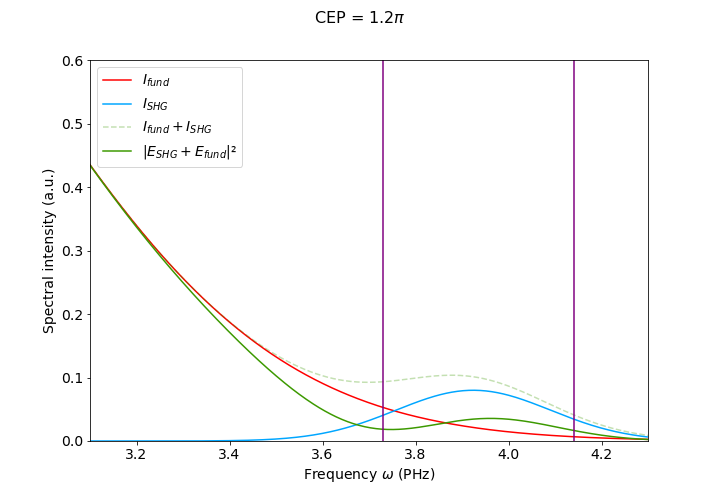 CEP = 1.2π
0.6
0.5
0.4
0.3
0.2
0.1
0.0
Spectral intensity (a.u.)
I_fund
I_SHG
I_fund + I_SHG
|E_SHG + E_fund|²
3.2 3.4 3.6 3.8 4.0 4.2
Frequency ω (PHz)